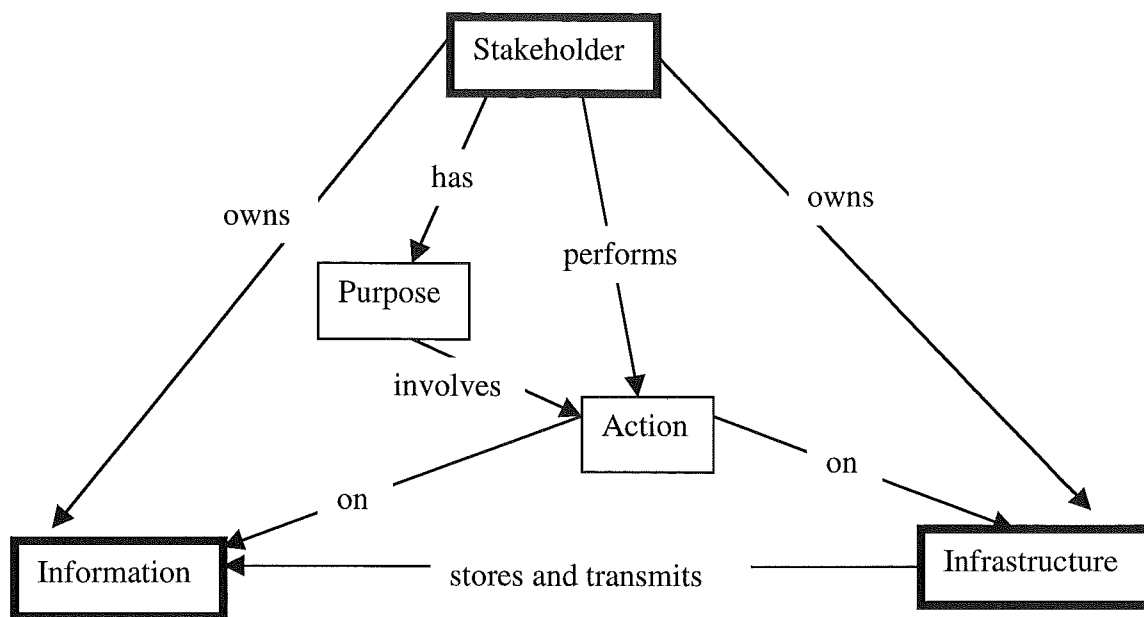 Stakeholder
has
owns
owns
performs
Purpose
involves
Action
on
on
Information
stores and transmits
Infrastructure